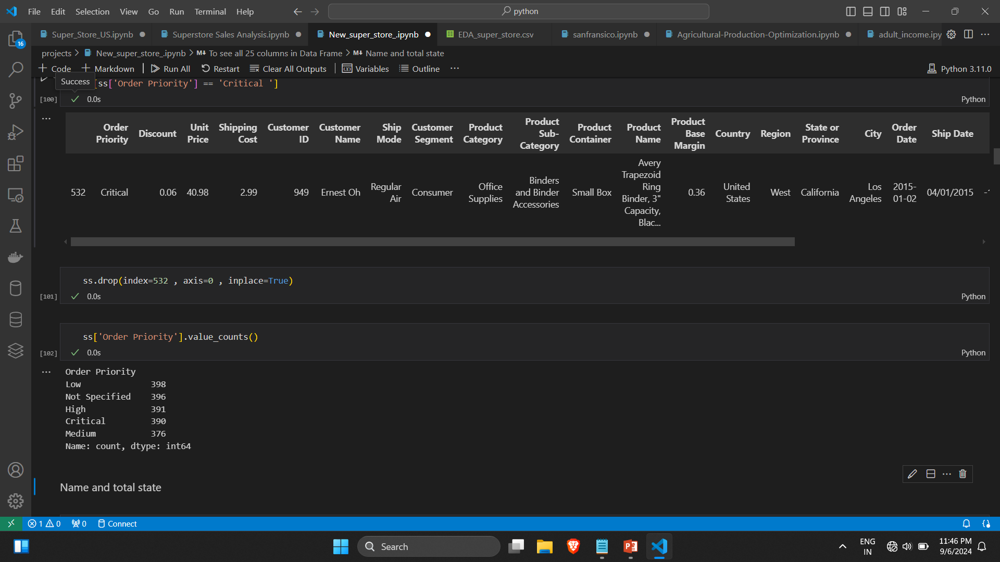 File Edit Selection View Go Run Terminal Help python
Super_Store_US.ipynb Superstore Sales Analysis.ipynb New_super_store_.ipynb EDA_super_store.csv sanfransico.ipynb Agricultural-Production-Optimization.ipynb adult_income.ipy
16
projects > New_super_store_.ipynb > M↓ To see all 25 columns in Data Frame > M↓ Name and total state
+ Code + Markdown | Run All Restart Clear All Outputs | Variables Outline ... Python 3.11.0
Success
[ss['Order Priority'] == 'Critical ']
[100] 0.0s Python
Order Priority Discount Unit Price Shipping Cost Customer ID Customer Name Ship Mode Customer Segment Product Category Product Sub-Category Product Container Product Name Product Base Margin Country Region State or Province City Order Date Ship Date
532 Critical 0.06 40.98 2.99 949 Ernest Oh Regular Air Consumer Office Supplies Binders and Binder Accessories Small Box Avery Trapezoid Ring Binder, 3" Capacity, Blac... 0.36 United States West California Los Angeles 2015-01-02 04/01/2015
ss.drop(index=532 , axis=0 , inplace=True)
[101] 0.0s Python
ss['Order Priority'].value_counts()
[102] 0.0s Python
Order Priority
Low 398
Not Specified 396
High 391
Critical 390
Medium 376
Name: count, dtype: int64
Name and total state
1 0 0 Connect
Search
ENG IN 11:46 PM 9/6/2024